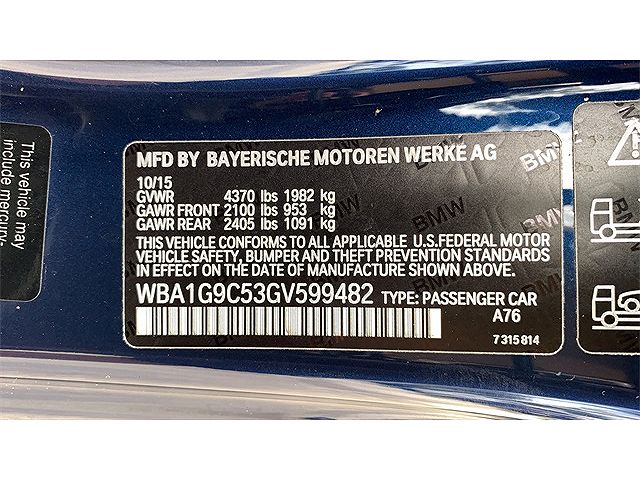 This vehicle may
include mercury-
MFD BY BAYERISCHE MOTOREN WERKE AG
10/15
GVWR 4370 lbs 1982 kg
GAWR FRONT 2100 lbs 953 kg
GAWR REAR 2405 lbs 1091 kg
THIS VEHICLE CONFORMS TO ALL APPLICABLE U.S.FEDERAL MOTOR
VEHICLE SAFETY, BUMPER AND THEFT PREVENTION STANDARDS
IN EFFECT ON THE DATE OF MANUFACTURE SHOWN ABOVE.
WBA1G9C53GV599482 TYPE: PASSENGER CAR
A76
7 315 814
BMW
BMW